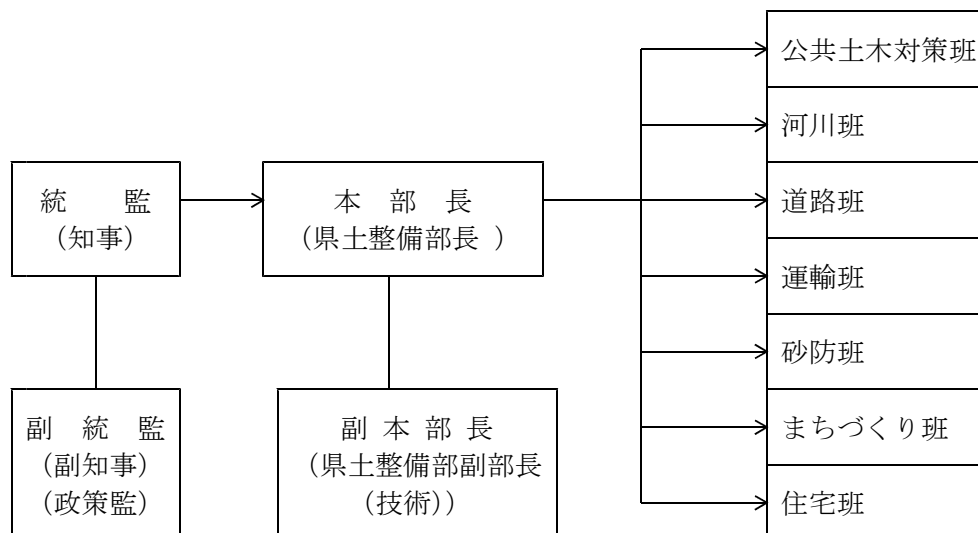 統　　監
（知事）
副　統　監
（副知事）
（政策監）
本　部　長
（県土整備部長 ）
副 本 部 長
（県土整備部副部長
（技術））
公共土木対策班
河川班
道路班
運輸班
砂防班
まちづくり班
住宅班